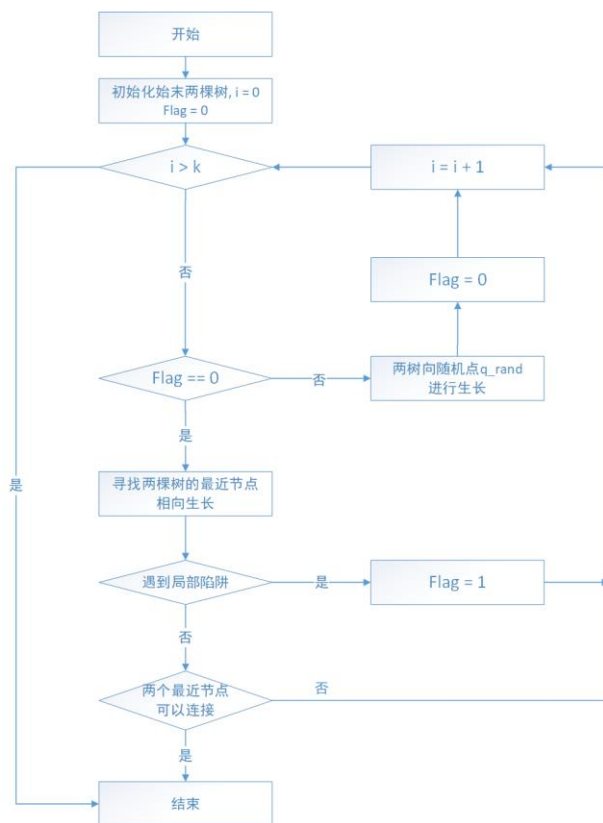 开始
初始化始末两棵树, i = 0
Flag = 0
i > k
i = i + 1
否
Flag = 0
Flag == 0
否
两树向随机点q_rand
进行生长
是
是
寻找两棵树的最近节点
相向生长
遇到局部陷阱
是
Flag = 1
否
两个最近节点
可以连接
否
是
结束